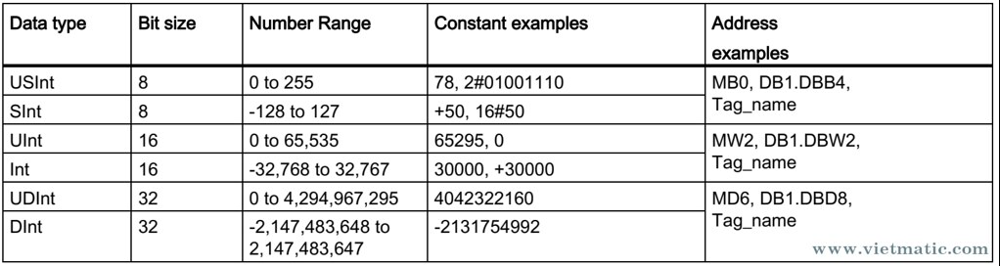 Data type Bit size Number Range Constant examples Address
examples
USInt 8 0 to 255 78, 2#01001110 MB0, DB1.DBB4,
Tag_name
SInt 8 -128 to 127 +50, 16#50
UInt 16 0 to 65,535 65295, 0 MW2, DB1.DBW2,
Tag_name
Int 16 -32,768 to 32,767 30000, +30000
UDInt 32 0 to 4,294,967,295 4042322160 MD6, DB1.DBD8,
Tag_name
DInt 32 -2,147,483,648 to -2131754992
2,147,483,647
www.vietmatic.com